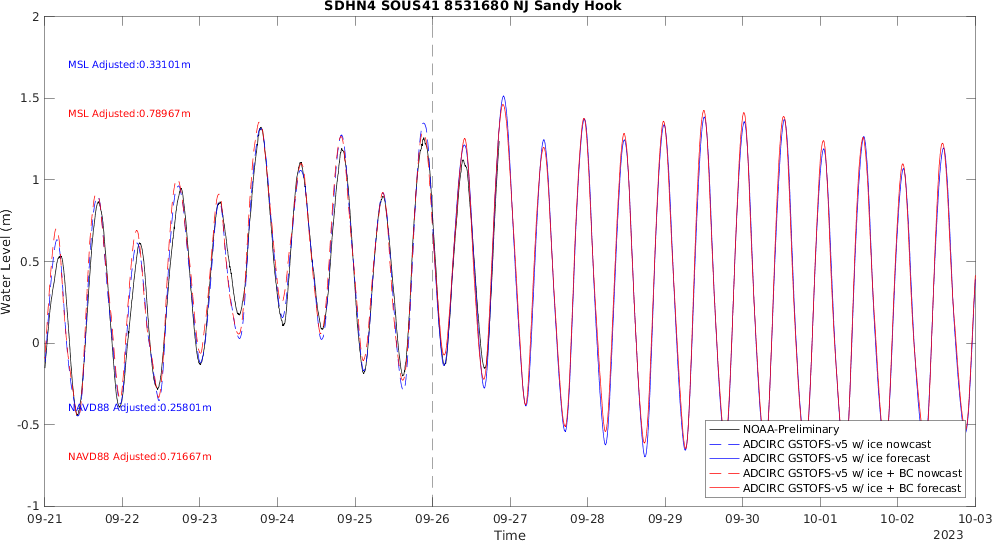 SDHN4 SOUS41 8531680 NJ Sandy Hook
2
1.5
1
0.5
0
-0.5
-1
Water Level (m)
MSL Adjusted:0.33101m
MSL Adjusted:0.78967m
NAVD88 Adjusted:0.25801m
NAVD88 Adjusted:0.71667m
NOAA-Preliminary
ADCIRC GSTOFS-v5 w/ ice nowcast
ADCIRC GSTOFS-v5 w/ ice forecast
ADCIRC GSTOFS-v5 w/ ice + BC nowcast
ADCIRC GSTOFS-v5 w/ ice + BC forecast
09-21 09-22 09-23 09-24 09-25 09-26 09-27 09-28 09-29 09-30 10-01 10-02 10-03
Time
2023